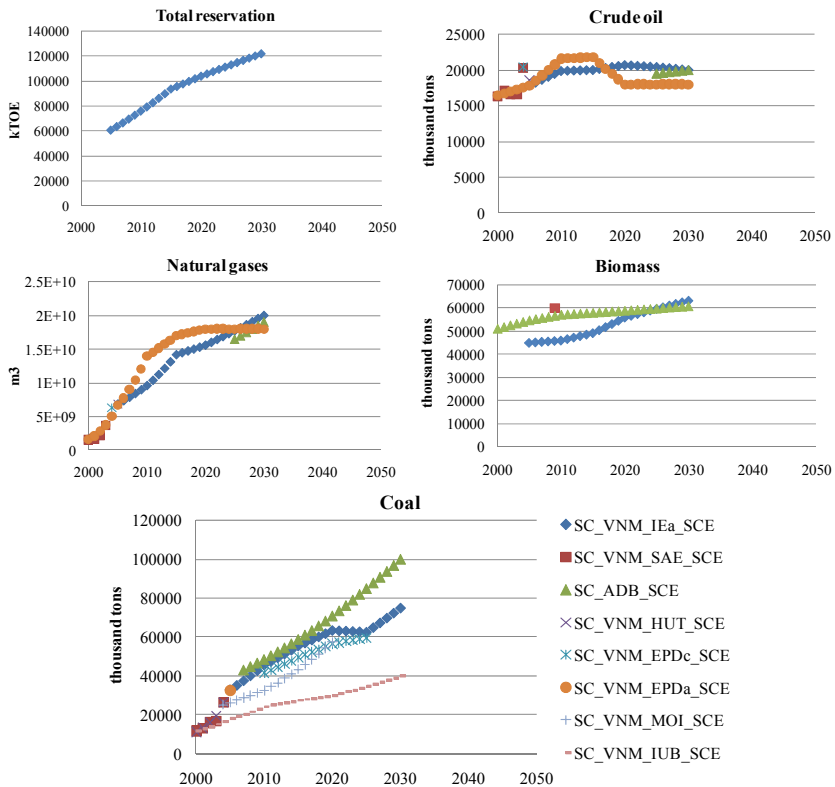 Total reservation
140000
120000
100000
80000
60000
40000
20000
0
kTOE
2000 2010 2020 2030 2040 2050
Crude oil
25000
20000
15000
10000
5000
0
thousand tons
2000 2010 2020 2030 2040 2050
Natural gases
2.5E+10
2E+10
1.5E+10
1E+10
5E+09
0
m3
2000 2010 2020 2030 2040 2050
Biomass
70000
60000
50000
40000
30000
20000
10000
0
thousand tons
2000 2010 2020 2030 2040 2050
Coal
120000
100000
80000
60000
40000
20000
0
thousand tons
2000 2010 2020 2030 2040 2050
SC_VNM_IEa_SCE
SC_VNM_SAE_SCE
SC_ADB_SCE
SC_VNM_HUT_SCE
SC_VNM_EPDc_SCE
SC_VNM_EPDa_SCE
SC_VNM_MOI_SCE
SC_VNM_IUB_SCE